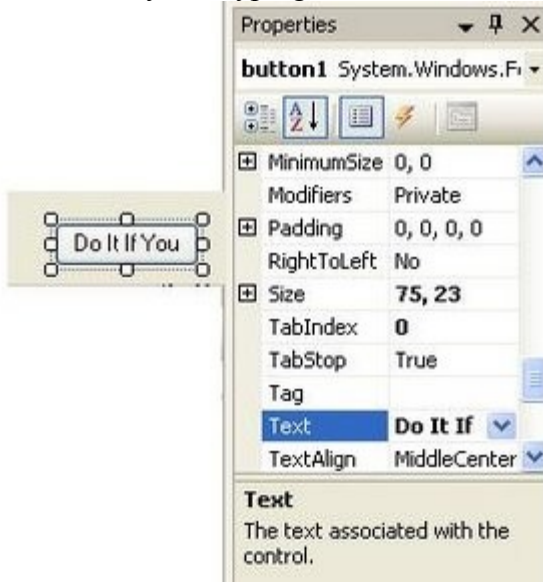 Properties
button1 System.Windows.F
MinimumSize 0, 0
Modifiers Private
Padding 0, 0, 0, 0
RightToLeft No
Size 75, 23
TabIndex 0
TabStop True
Tag
Text Do It If
TextAlign MiddleCenter
Text
The text associated with the
control.
Do It If You